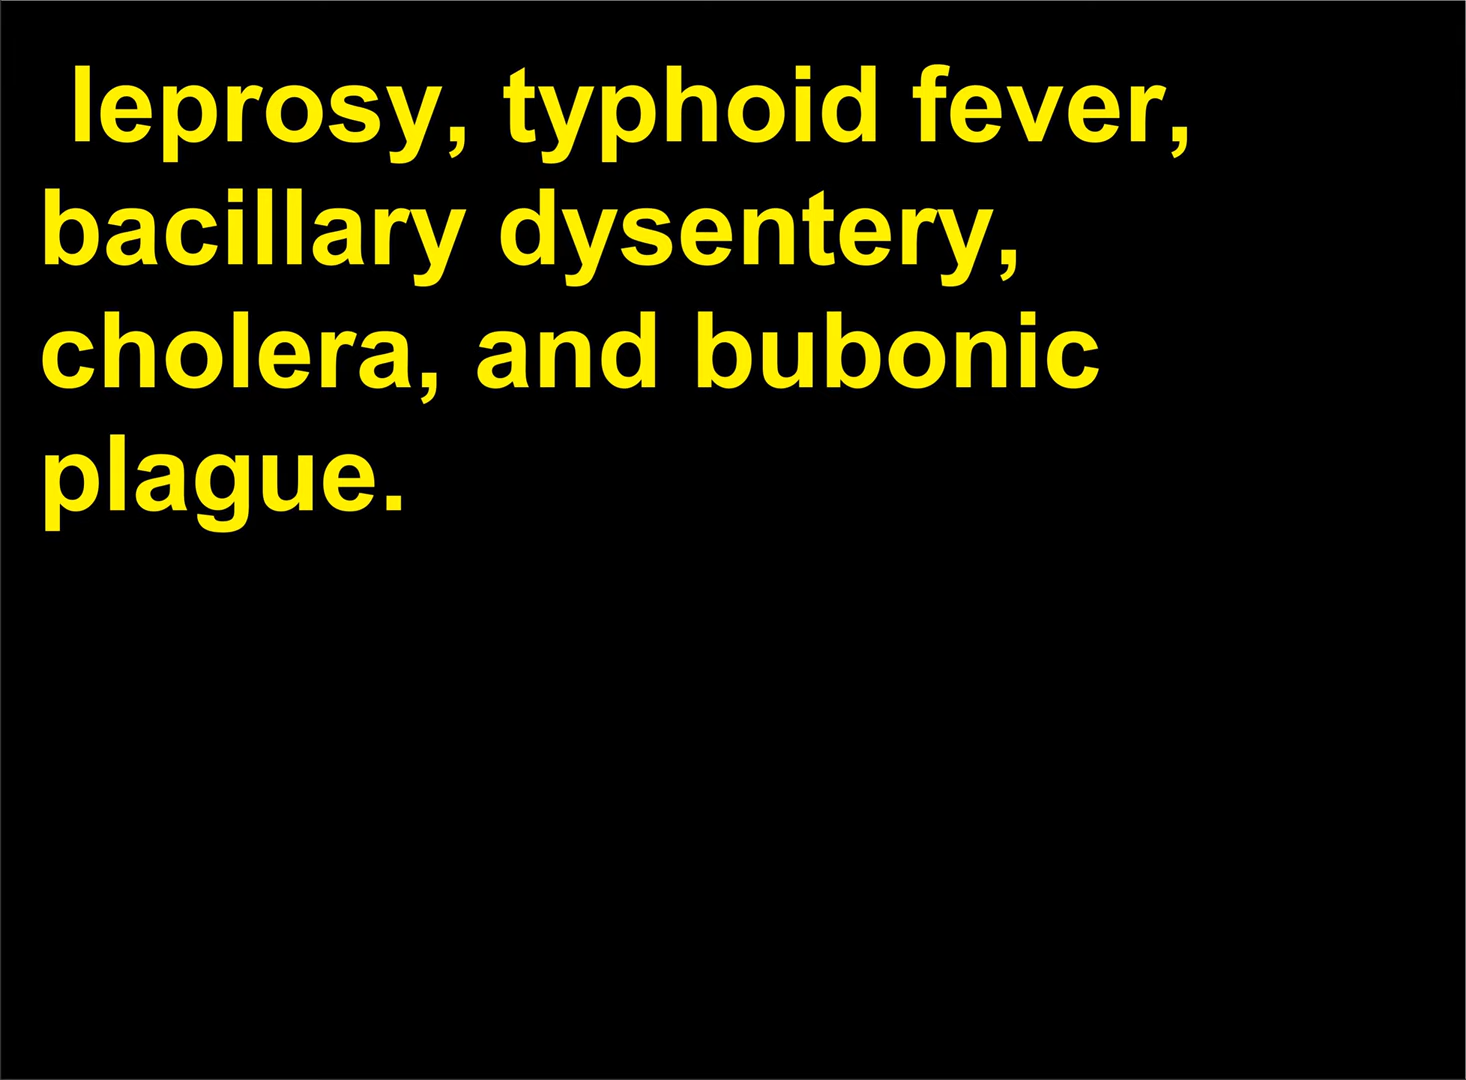 leprosy, typhoid fever,
bacillary dysentery,
cholera, and bubonic
plague.